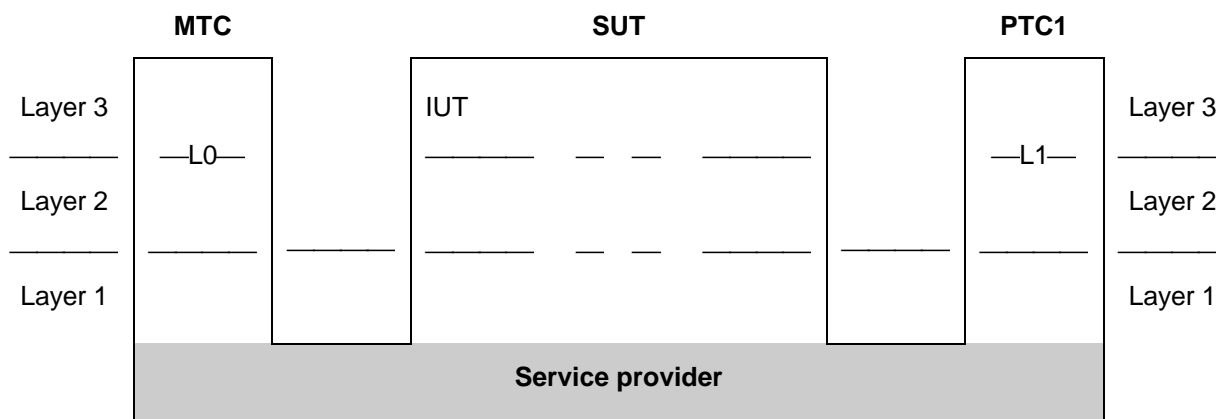 MTC SUT PTC1
Layer 3 IUT Layer 3
L0 L1
Layer 2 Layer 2
Layer 1 Layer 1
Service provider